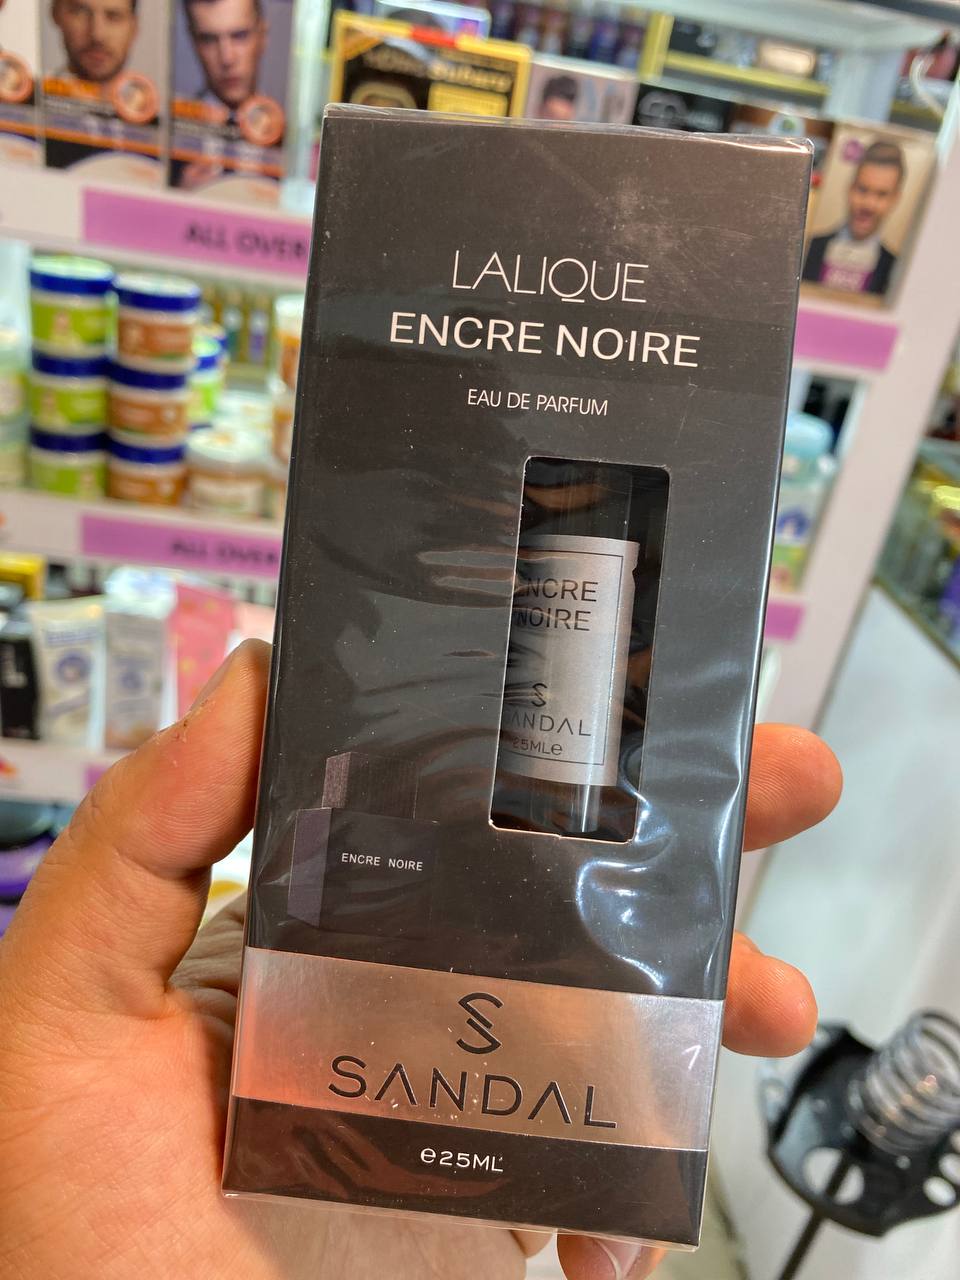 ALL OVER
LALIQUE
ENCRE NOIRE
EAU DE PARFUM
ENCRE
NOIRE
SANDAL
25MLe
ALL OVER
ENCRE NOIRE
SANDAL
e25ML